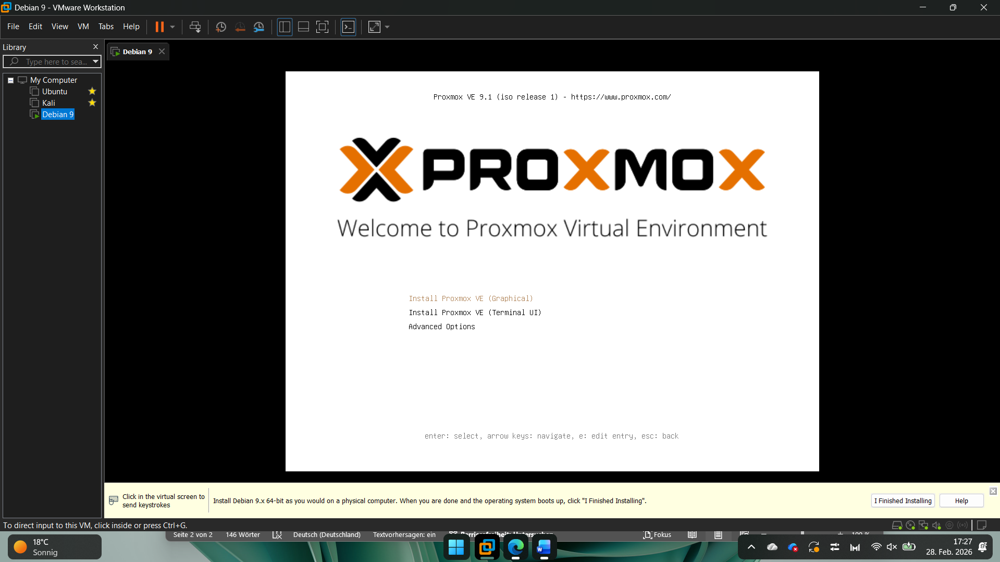 Debian 9 - VMware Workstation
File Edit View VM Tabs Help
Library
Type here to sea...
My Computer
Ubuntu
Kali
Debian 9
Debian 9
Proxmox VE 9.1 (iso release 1) - https://www.proxmox.com/
PROXMOX
Welcome to Proxmox Virtual Environment
Install Proxmox VE (Graphical)
Install Proxmox VE (Terminal UI)
Advanced Options
enter: select, arrow keys: navigate, e: edit entry, esc: back
Click in the virtual screen to
send keystrokes
Install Debian 9.x 64-bit as you would on a physical computer. When you are done and the operating system boots up, click "I Finished Installing".
I Finished Installing
Help
To direct input to this VM, click inside or press Ctrl+G.
Seite 2 von 2 146 Wörter Deutsch (Deutschland) Textvorhersagen: ein Barrierefreiheit: Untersuchen Fokus 100 %
18°C
Sonnig
17:27
28. Feb. 2026